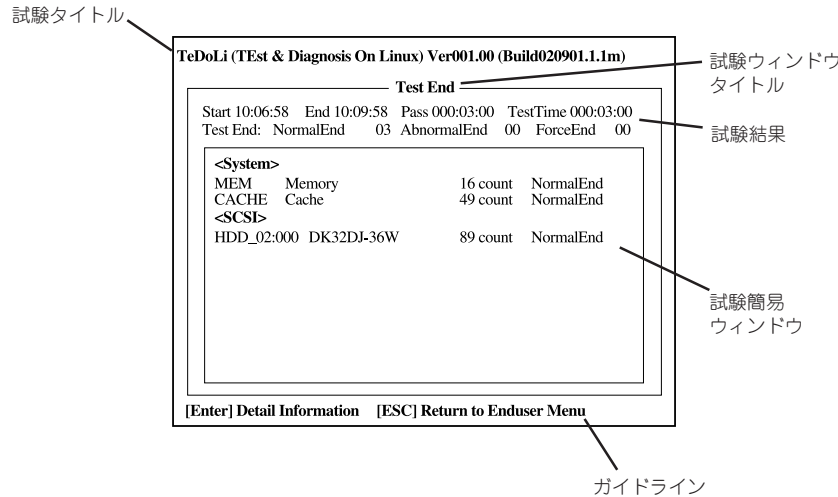 試験タイトル
TeDoLi (TEst & Diagnosis On Linux) Ver001.00 (Build020901.1.1m)
試験ウィンドウ
タイトル
Test End
Start 10:06:58 End 10:09:58 Pass 000:03:00 TestTime 000:03:00
Test End: NormalEnd 03 AbnormalEnd 00 ForceEnd 00
試験結果
<System>
MEM Memory 16 count NormalEnd
CACHE Cache 49 count NormalEnd
<SCSI>
HDD_02:000 DK32DJ-36W 89 count NormalEnd
試験簡易
ウィンドウ
[Enter] Detail Information [ESC] Return to Enduser Menu
ガイドライン